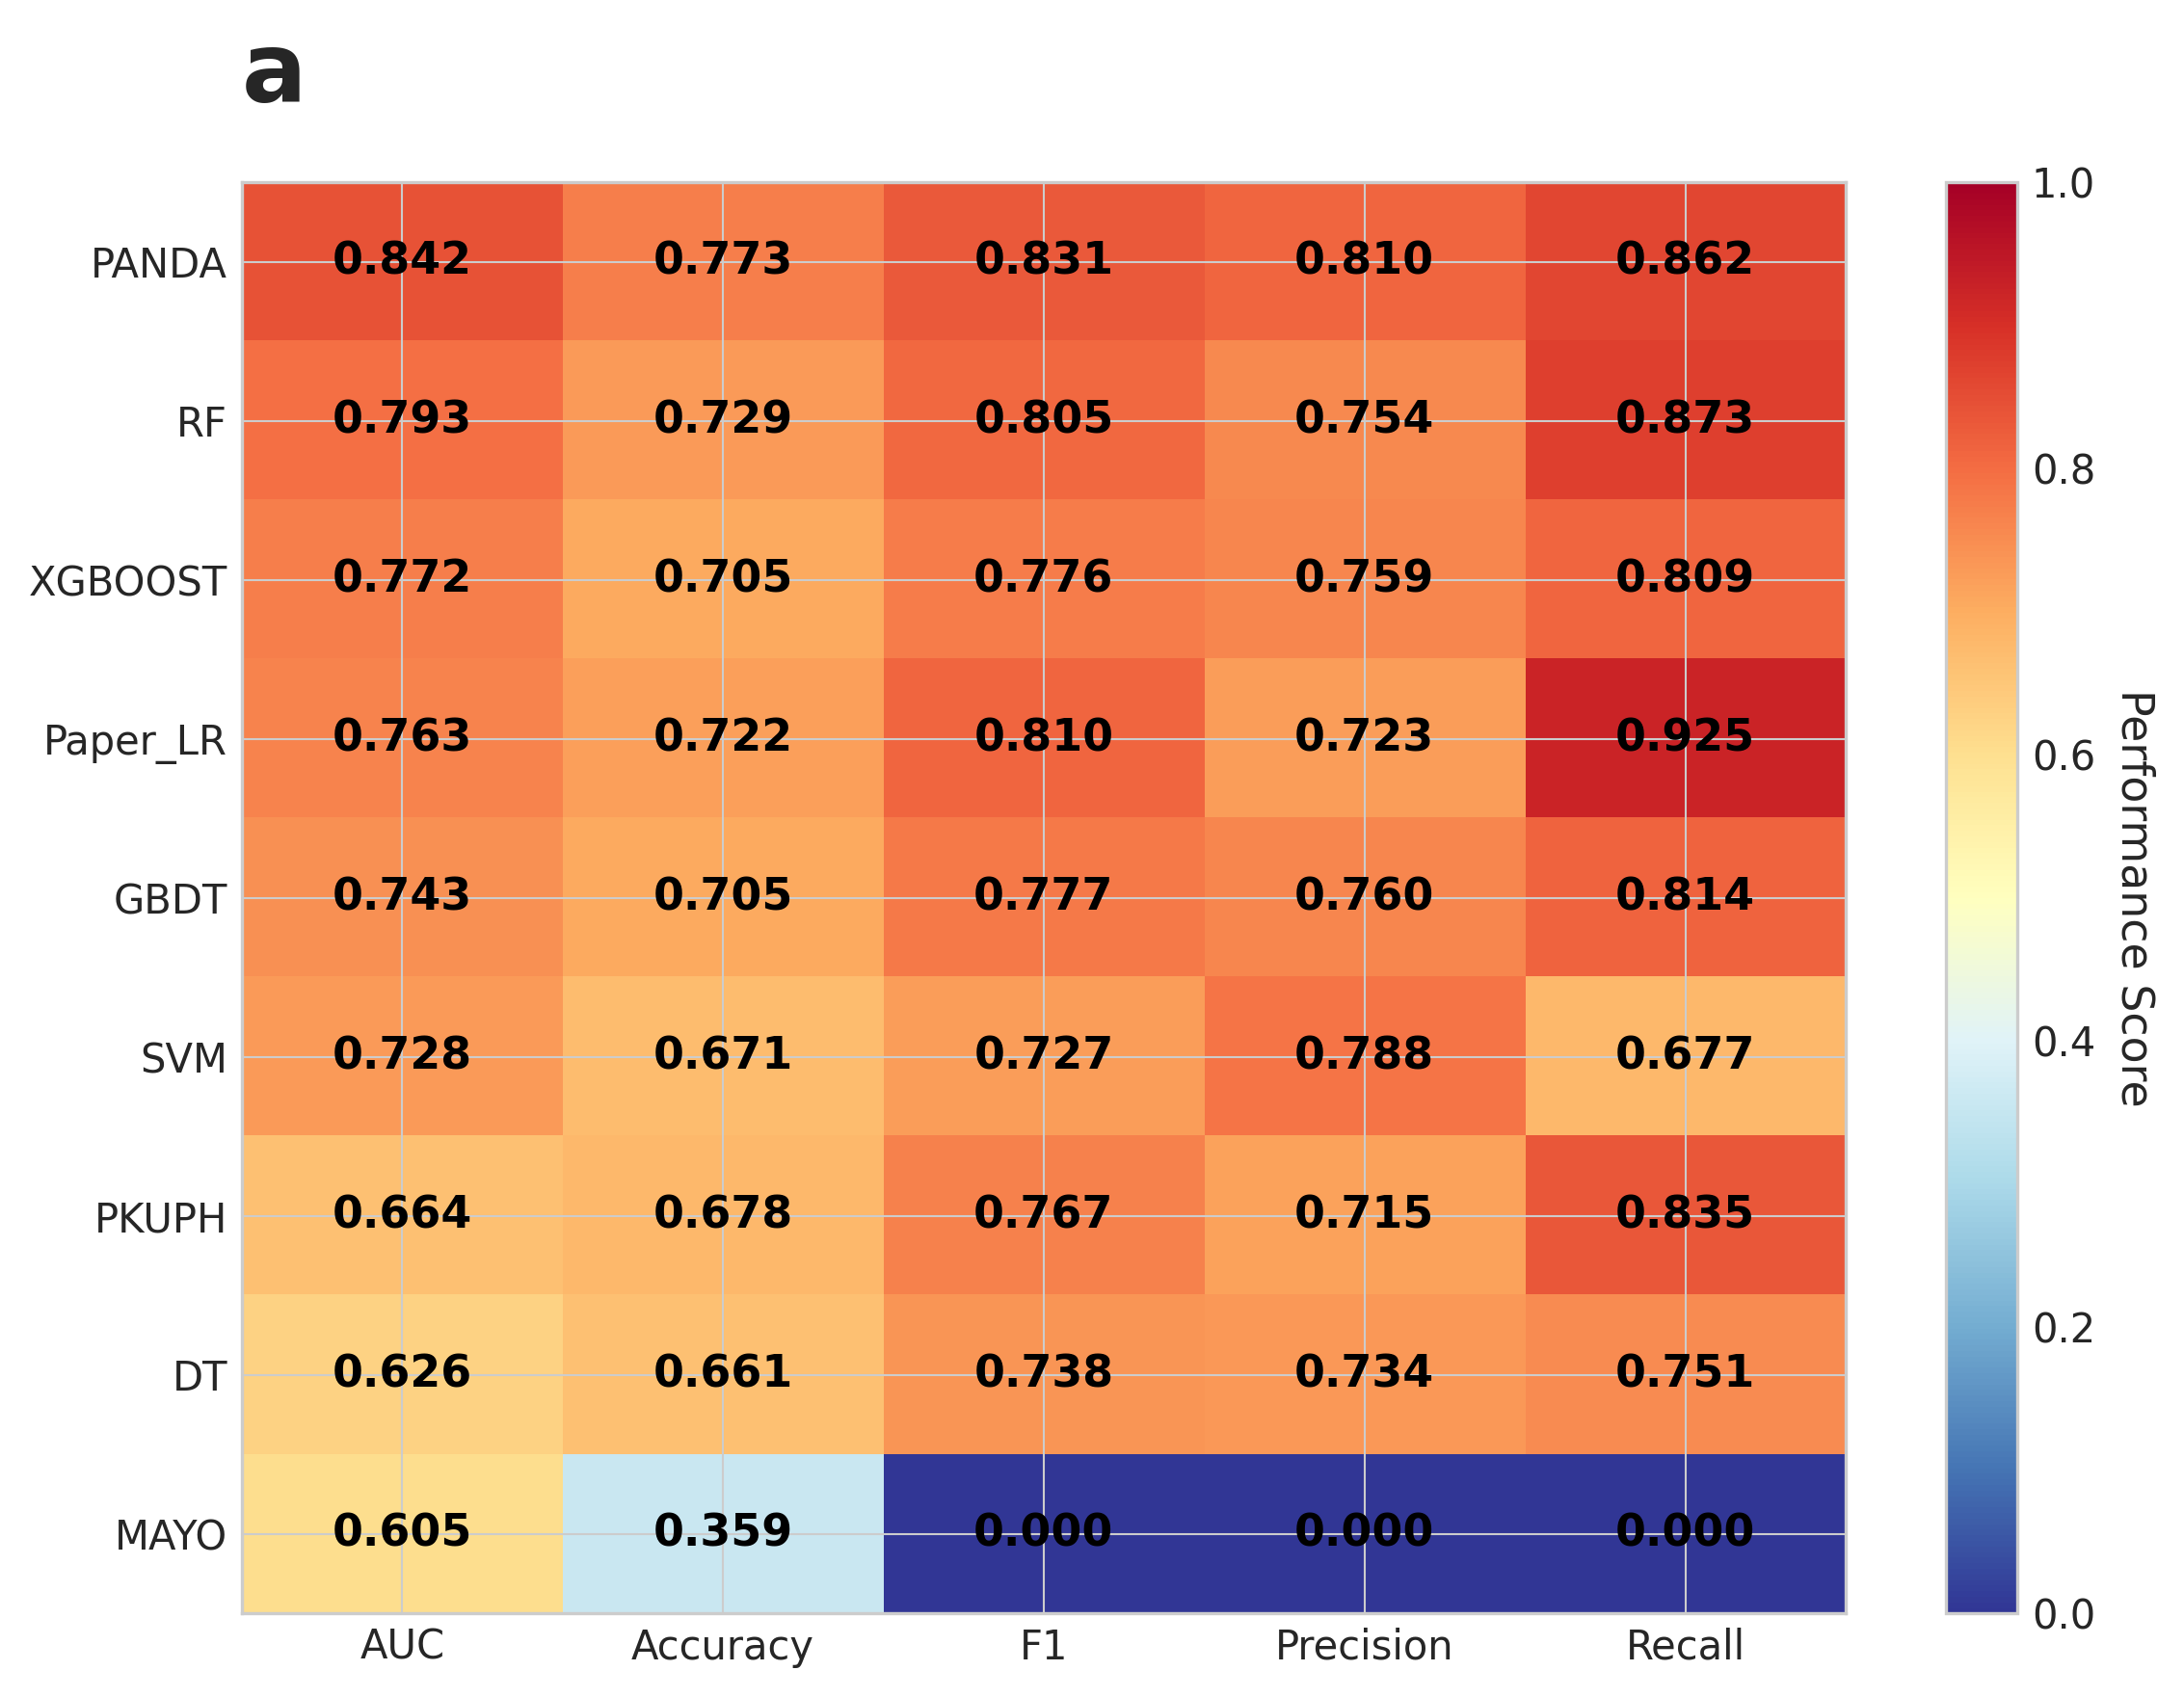 a
PANDA 0.842 0.773 0.831 0.810 0.862
RF 0.793 0.729 0.805 0.754 0.873
XGBOOST 0.772 0.705 0.776 0.759 0.809
Paper_LR 0.763 0.722 0.810 0.723 0.925
GBDT 0.743 0.705 0.777 0.760 0.814
SVM 0.728 0.671 0.727 0.788 0.677
PKUPH 0.664 0.678 0.767 0.715 0.835
DT 0.626 0.661 0.738 0.734 0.751
MAYO 0.605 0.359 0.000 0.000 0.000
AUC Accuracy F1 Precision Recall
1.0
0.8
0.6
0.4
0.2
0.0
Performance Score